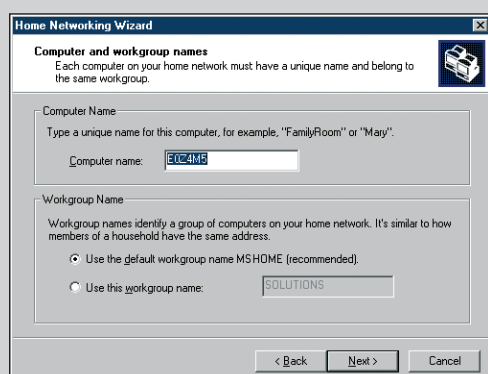 Home Networking Wizard
Computer and workgroup names
Each computer on your home network must have a unique name and belong to
the same workgroup.
Computer Name
Type a unique name for this computer, for example, "FamilyRoom" or "Mary".
Computer name: E0Z4M5
Workgroup Name
Workgroup names identify a group of computers on your home network. It's similar to how
members of a household have the same address.
Use the default workgroup name MSHOME (recommended).
Use this workgroup name: SOLUTIONS
< Back Next > Cancel